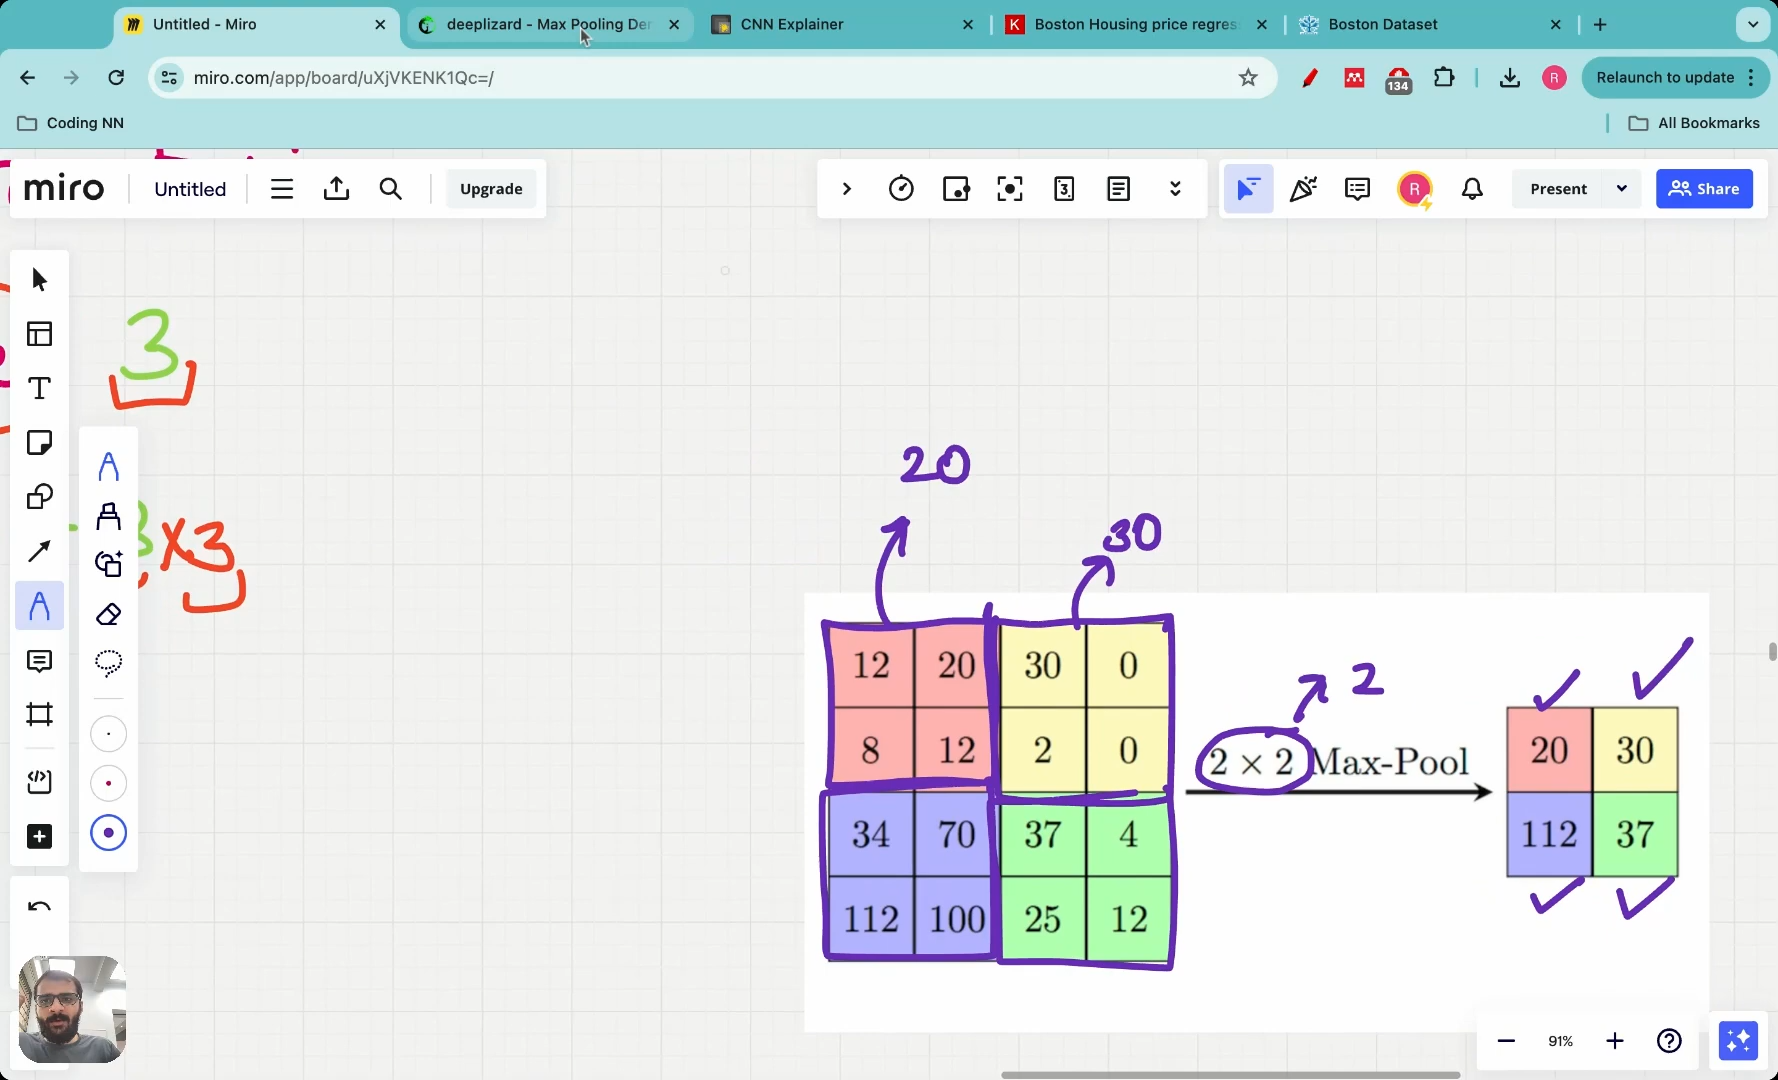 Untitled - Miro
deeplizard - Max Pooling Der
CNN Explainer
K
Boston Housing price regres
Boston Dataset
miro.com/app/board/uXjVKENK1Qc=/
134
R
Relaunch to update
Coding NN
All Bookmarks
miro
Untitled
Upgrade
3
R
Present
Share
3
3x3
20
30
12 20 30 0
8 12 2 0
34 70 37 4
112 100 25 12
2
2 × 2 Max-Pool
20 30
112 37
91%